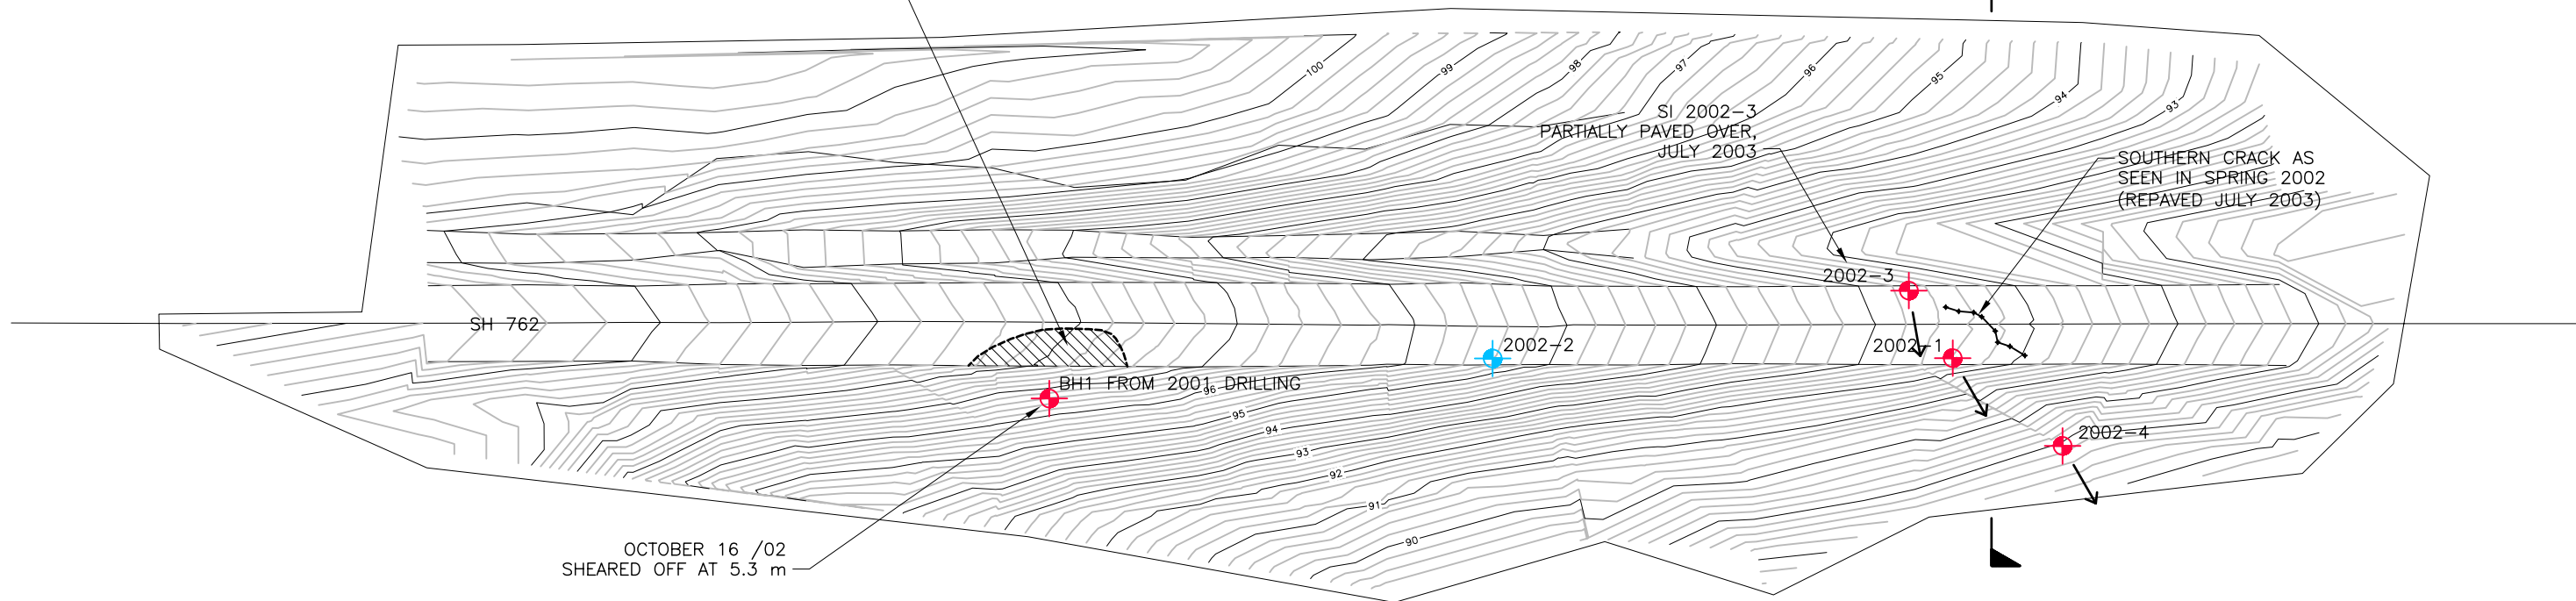 100
99
98
97
96
95
94
93
SI 2002-3
PARTIALLY PAVED OVER,
JULY 2003
SOUTHERN CRACK AS
SEEN IN SPRING 2002
(REPAVED JULY 2003)
2002-3
SH 762
2002-2
2002-1
BH1 FROM 2001 DRILLING
96
95
94
93
92
91
90
2002-4
OCTOBER 16 /02
SHEARED OFF AT 5.3 m